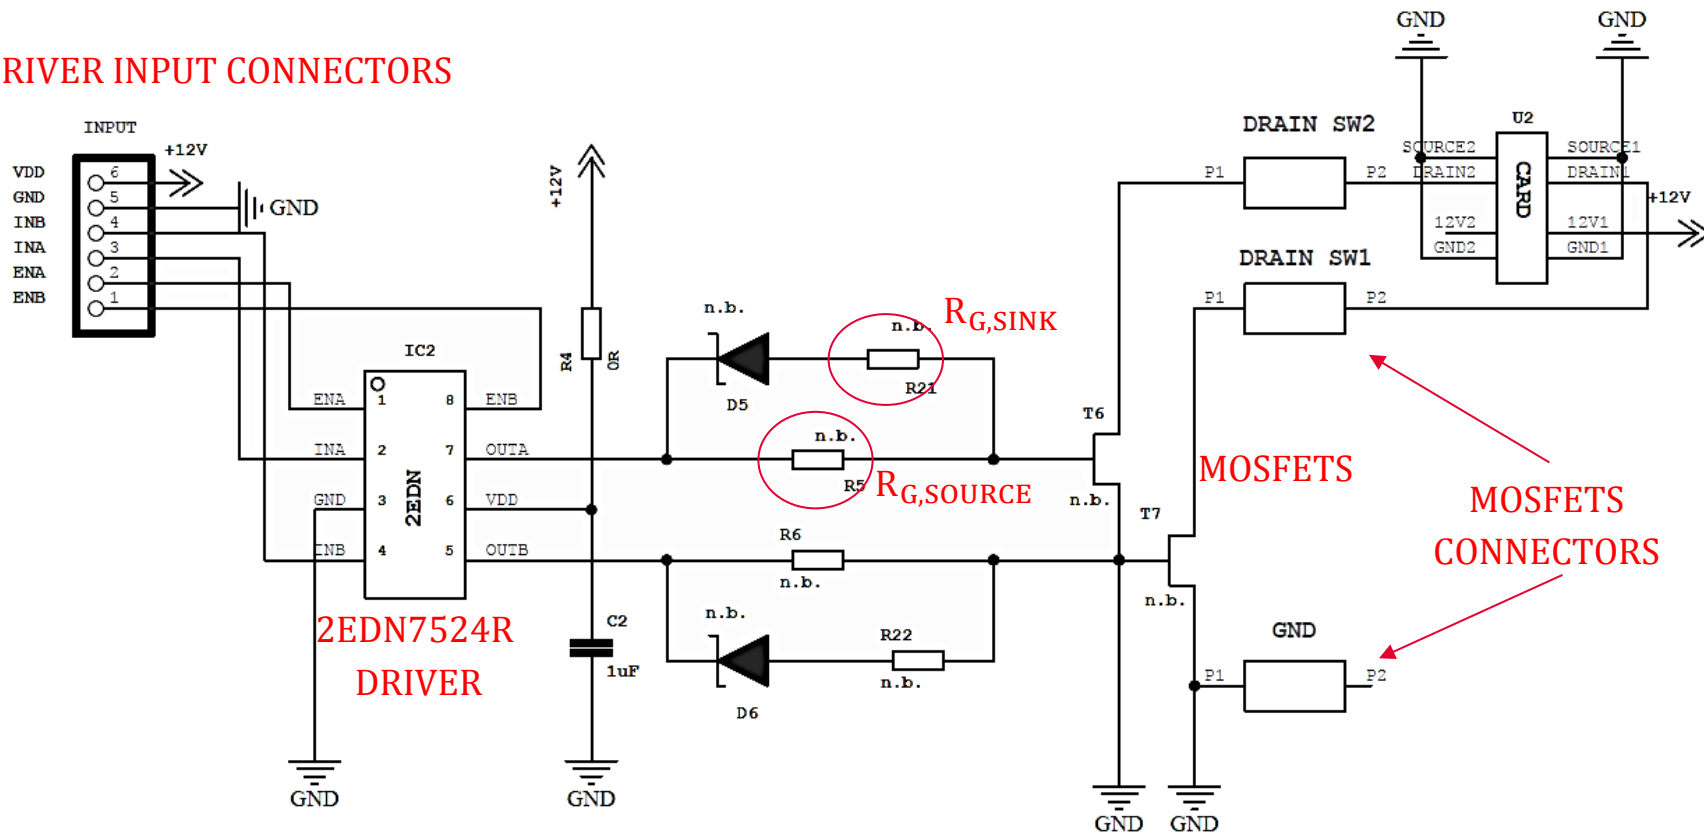 RIVER INPUT CONNECTORS
INPUT
VDD 6 +12V
GND 5 GND
INB 4
INA 3
ENA 2
ENB 1
+12V
R4
0R
IC2
2EDN
ENA 1 8 ENB
INA 2 7 OUTA
GND 3 6 VDD
INB 4 5 OUTB
2EDN7524R
DRIVER
GND
C2
1uF
GND
n.b.
D5
n.b.
R21
RG,SINK
n.b.
R5
RG,SOURCE
R6
n.b.
n.b.
D6
R22
n.b.
T6
n.b.
T7
n.b.
MOSFETS
GND
GND
DRAIN SW2
P1 P2
DRAIN SW1
P1 P2
GND
P1 P2
MOSFETS
CONNECTORS
GND
GND
U2
CARD
SOURCE2 SOURCE1
DRAIN2 DRAIN1
12V2 12V1
GND2 GND1
+12V